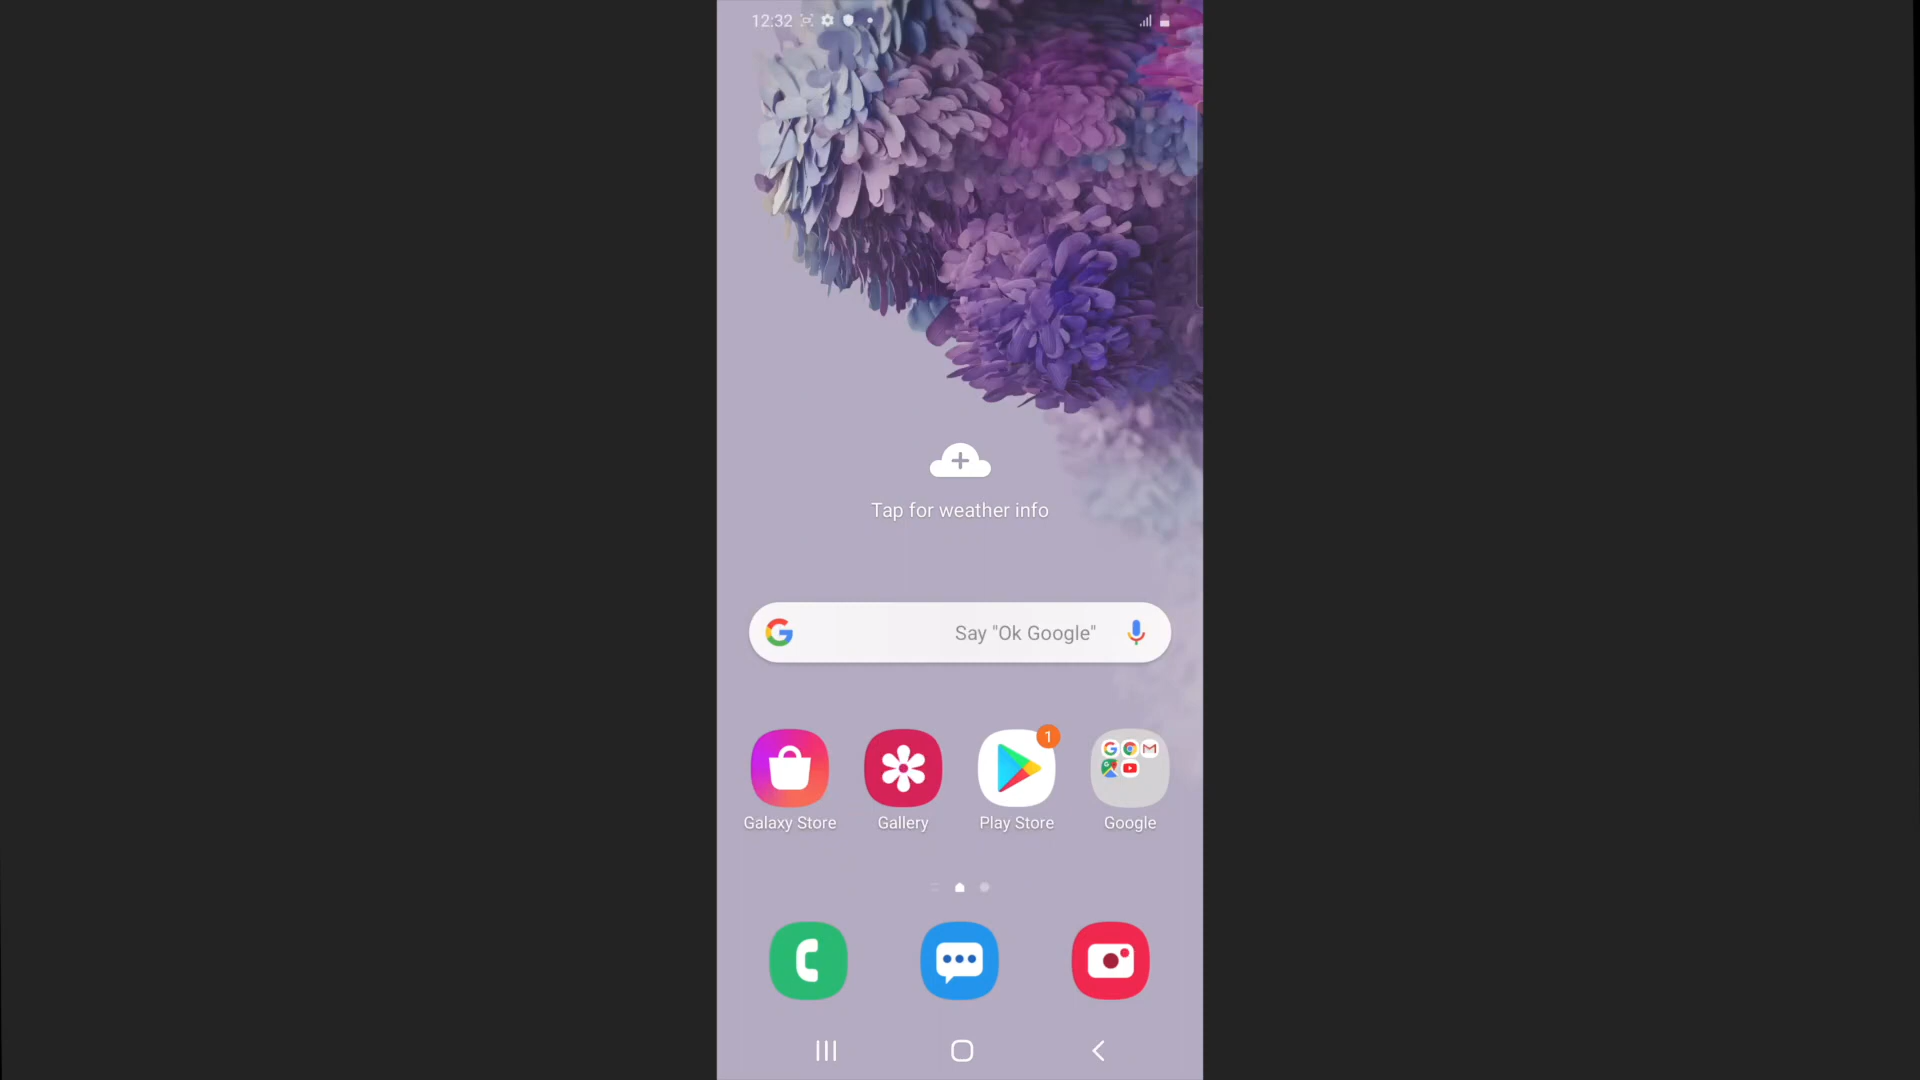 12:32
Tap for weather info
Say "Ok Google"
1
Galaxy Store
Gallery
Play Store
Google